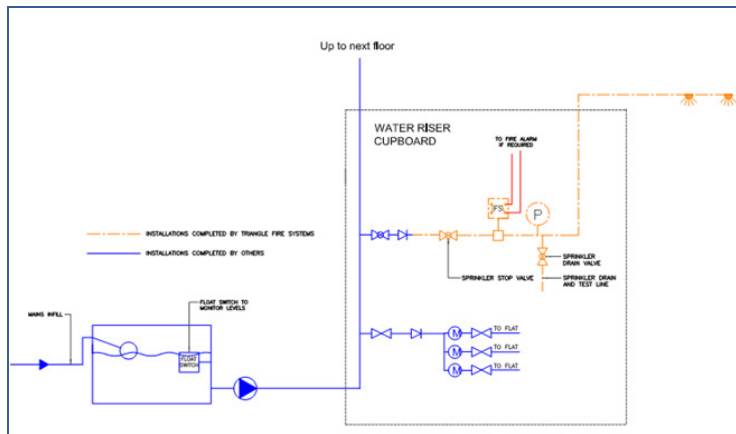 Up to next floor
WATER RISER
CUPBOARD
TO FIRE ALARM
IF REQUIRED
FS
P
INSTALLATIONS COMPLETED BY TRIANGLE FIRE SYSTEMS
INSTALLATIONS COMPLETED BY OTHERS
SPRINKLER
DRAIN VALVE
SPRINKLER STOP VALVE
SPRINKLER DRAIN
AND TEST LINE
FLOAT SWITCH TO
MONITOR LEVELS
MAINS INFILL
FLOAT
SWITCH
M
TO FLAT
M
TO FLAT
M
TO FLAT